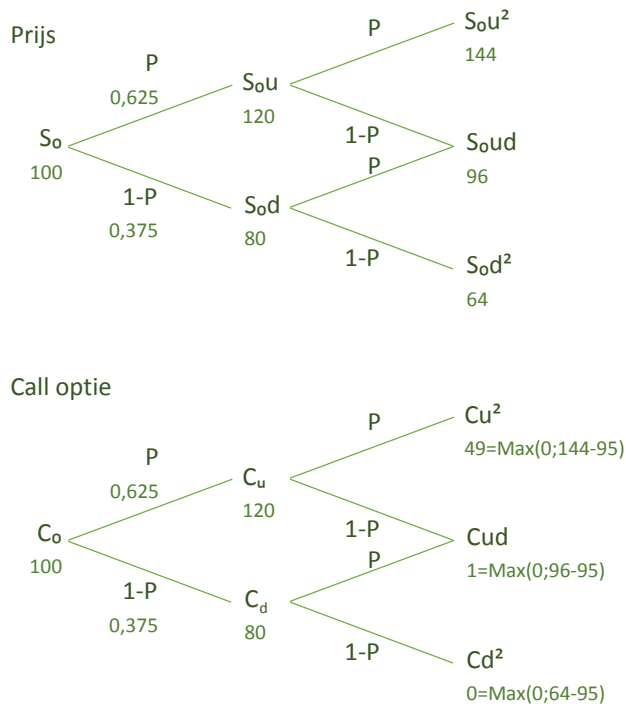 Prijs
P
0,625
S₀
100
1-P
0,375
S₀u
120
S₀d
80
P
1-P
P
1-P
S₀u²
144
S₀ud
96
S₀d²
64
Call optie
P
0,625
C₀
100
1-P
0,375
Cᵤ
120
C_d
80
P
1-P
P
1-P
Cu²
49=Max(0;144-95)
Cud
1=Max(0;96-95)
Cd²
0=Max(0;64-95)